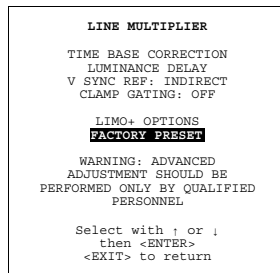 LINE MULTIPLIER
TIME BASE CORRECTION
LUMINANCE DELAY
V SYNC REF: INDIRECT
CLAMP GATING: OFF
LIMO+ OPTIONS
FACTORY PRESET
WARNING: ADVANCED
ADJUSTMENT SHOULD BE
PERFORMED ONLY BY QUALIFIED
PERSONNEL
Select with ↑ or ↓
then <ENTER>
<EXIT> to return